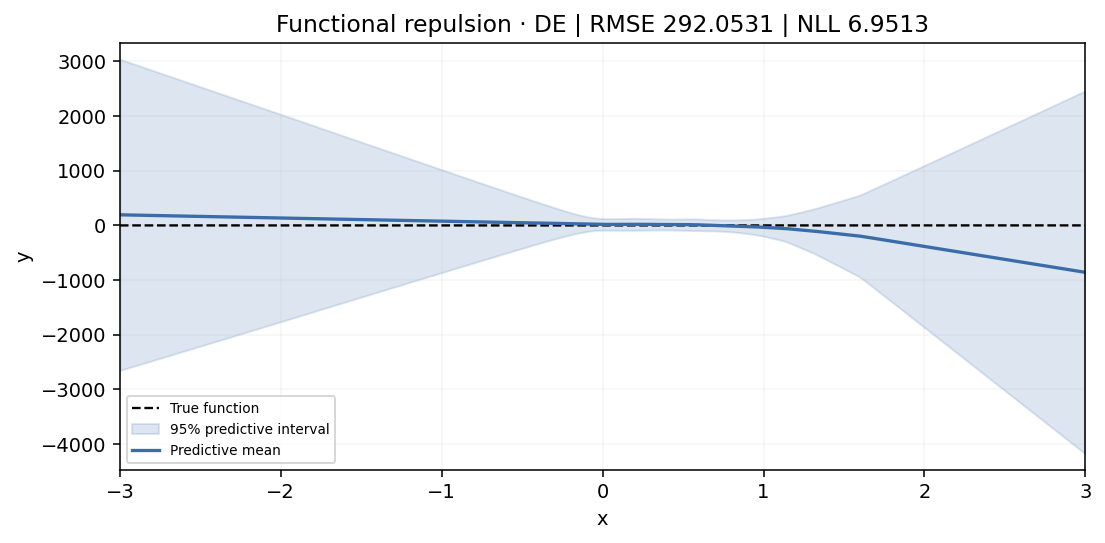 Functional repulsion · DE | RMSE 292.0531 | NLL 6.9513
3000
2000
1000
0
−1000
−2000
−3000
−4000
y
True function
95% predictive interval
Predictive mean
−3 −2 −1 0 1 2 3
x